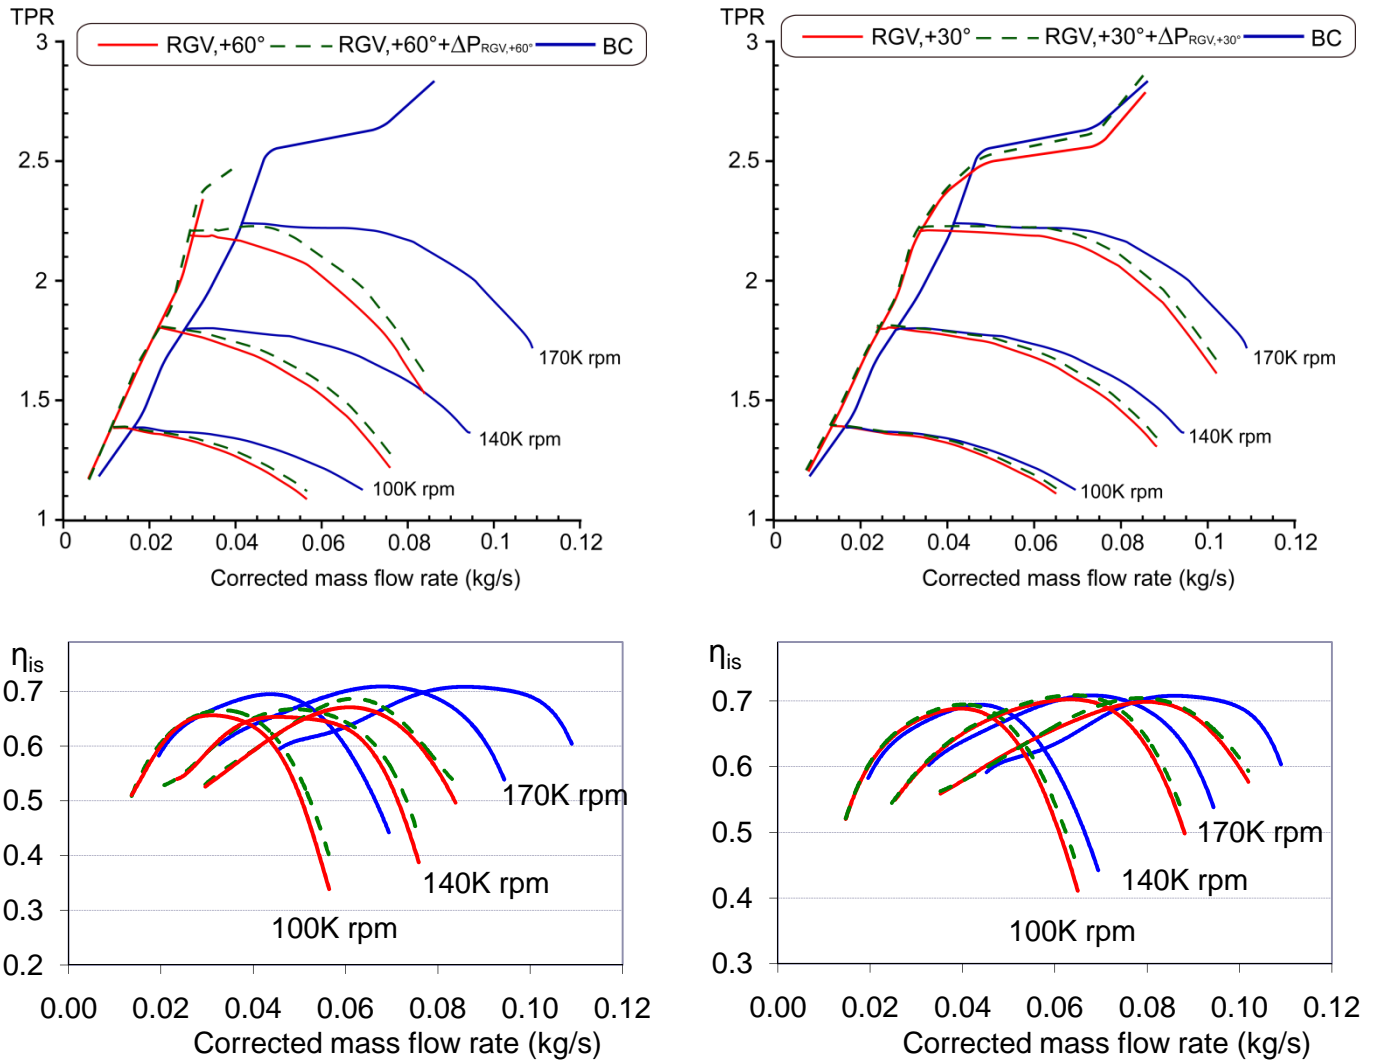 TPR
RGV,+60° RGV,+60°+ΔPRGV,+60° BC
3
2.5
2
1.5
1
170K rpm
140K rpm
100K rpm
0 0.02 0.04 0.06 0.08 0.1 0.12
Corrected mass flow rate (kg/s)
TPR
RGV,+30° RGV,+30°+ΔPRGV,+30° BC
3
2.5
2
1.5
1
170K rpm
140K rpm
100K rpm
0 0.02 0.04 0.06 0.08 0.1 0.12
Corrected mass flow rate (kg/s)
ηis
0.7
0.6
0.5
0.4
0.3
0.2
170K rpm
140K rpm
100K rpm
0.00 0.02 0.04 0.06 0.08 0.10 0.12
Corrected mass flow rate (kg/s)
ηis
0.7
0.6
0.5
0.4
0.3
170K rpm
140K rpm
100K rpm
0.00 0.02 0.04 0.06 0.08 0.10 0.12
Corrected mass flow rate (kg/s)